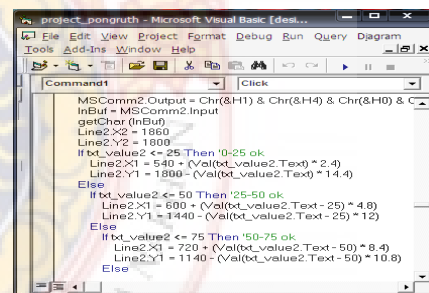 project_pongruth - Microsoft Visual Basic [desi...
File Edit View Project Format Debug Run Query Diagram
Tools Add-Ins Window Help
Command1 Click
MSComm2.Output = Chr(&H1) & Chr(&H4) & Chr(&H0) & C
InBuf = MSComm2.Input
getChar (InBuf)
Line2.X2 = 1860
Line2.Y2 = 1800
If txt_value2 <= 25 Then '0-25 ok
Line2.X1 = 540 + (Val(txt_value2.Text) * 2.4)
Line2.Y1 = 1800 - (Val(txt_value2.Text) * 14.4)
Else
If txt_value2 <= 50 Then '25-50 ok
Line2.X1 = 600 + (Val(txt_value2.Text - 25) * 4.8)
Line2.Y1 = 1440 - (Val(txt_value2.Text - 25) * 12)
Else
If txt_value2 <= 75 Then '50-75 ok
Line2.X1 = 720 + (Val(txt_value2.Text - 50) * 8.4)
Line2.Y1 = 1140 - (Val(txt_value2.Text - 50) * 10.8)
Else